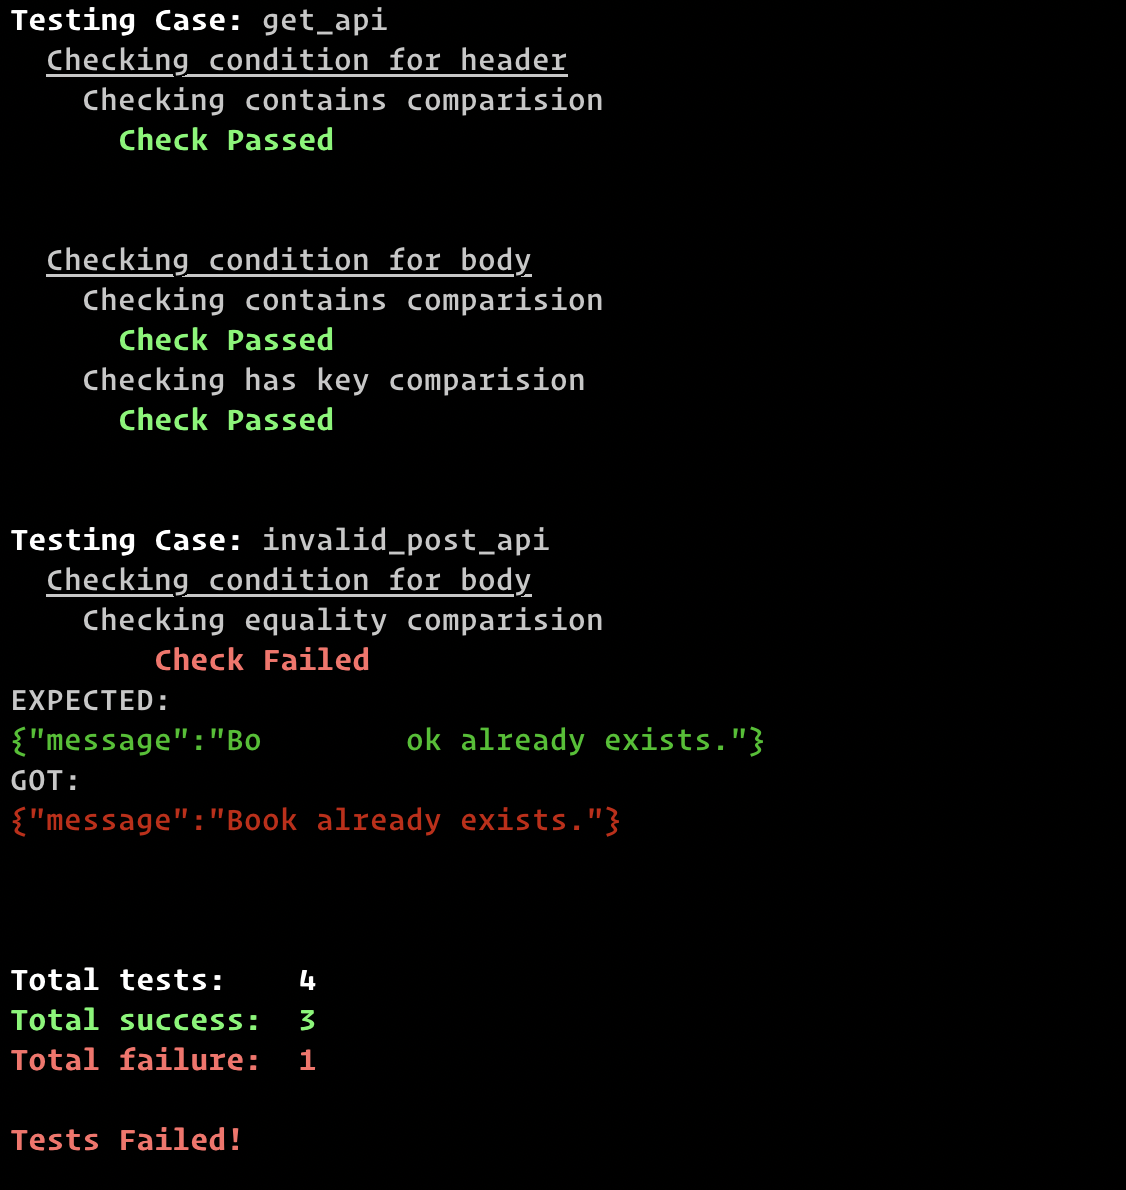 Testing Case: get_api
Checking condition for header
Checking contains comparision
Check Passed
Checking condition for body
Checking contains comparision
Check Passed
Checking has key comparision
Check Passed
Testing Case: invalid_post_api
Checking condition for body
Checking equality comparision
Check Failed
EXPECTED:
{"message":"Bo        ok already exists."}
GOT:
{"message":"Book already exists."}
Total tests:    4
Total success:  3
Total failure:  1
Tests Failed!